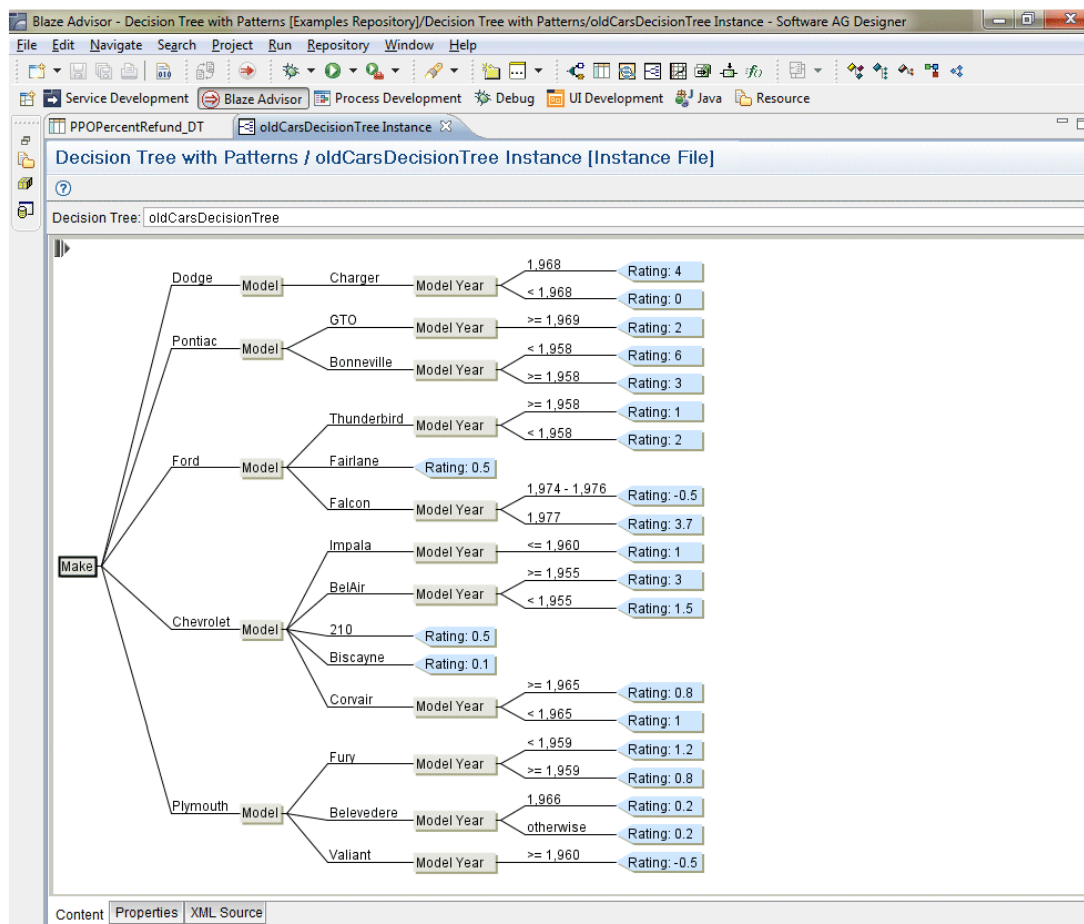 Blaze Advisor - Decision Tree with Patterns [Examples Repository]/Decision Tree with Patterns/oldCarsDecisionTree Instance - Software AG Designer
File Edit Navigate Search Project Run Repository Window Help
010
Service Development Blaze Advisor Process Development Debug UI Development Java Resource
PPOPercentRefund_DT oldCarsDecisionTree Instance
Decision Tree with Patterns / oldCarsDecisionTree Instance [Instance File]
?
Decision Tree: oldCarsDecisionTree
1,968 Rating: 4
Dodge Model Charger Model Year
< 1,968 Rating: 0
GTO Model Year >= 1,969 Rating: 2
Pontiac Model
< 1,958 Rating: 6
Bonneville Model Year
>= 1,958 Rating: 3
>= 1,958 Rating: 1
Thunderbird Model Year
< 1,958 Rating: 2
Ford Model Fairlane Rating: 0.5
1,974 - 1,976 Rating: -0.5
Falcon Model Year
1,977 Rating: 3.7
Impala Model Year <= 1,960 Rating: 1
Make
>= 1,955 Rating: 3
BelAir Model Year
< 1,955 Rating: 1.5
Chevrolet Model 210 Rating: 0.5
Biscayne Rating: 0.1
>= 1,965 Rating: 0.8
Corvair Model Year
< 1,965 Rating: 1
< 1,959 Rating: 1.2
Fury Model Year
>= 1,959 Rating: 0.8
1,966 Rating: 0.2
Plymouth Model Belevedere Model Year
otherwise Rating: 0.2
Valiant Model Year >= 1,960 Rating: -0.5
Content Properties XML Source